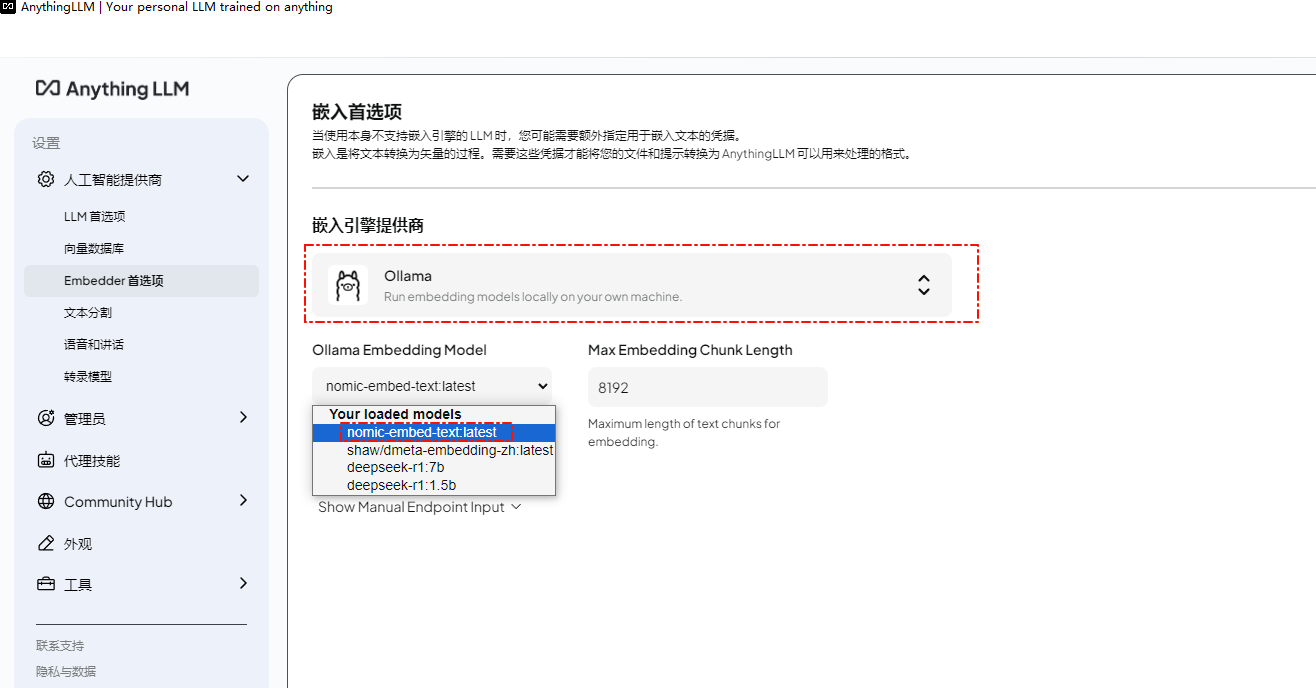 AnythingLLM | Your personal LLM trained on anything
Anything LLM
设置
人工智能提供商
LLM 首选项
向量数据库
Embedder 首选项
文本分割
语音和讲话
转录模型
管理员
代理技能
Community Hub
外观
工具
联系支持
隐私与数据
嵌入首选项
当使用本身不支持嵌入引擎的 LLM 时，您可能需要额外指定用于嵌入文本的凭据。
嵌入是将文本转换为矢量的过程。需要这些凭据才能将您的文件和提示转换为 AnythingLLM 可以用来处理的格式。
嵌入引擎提供商
Ollama
Run embedding models locally on your own machine.
Ollama Embedding Model
nomic-embed-text:latest
Your loaded models
nomic-embed-text:latest
shaw/dmeta-embedding-zh:latest
deepseek-r1:7b
deepseek-r1:1.5b
Show Manual Endpoint Input
Max Embedding Chunk Length
8192
Maximum length of text chunks for
embedding.